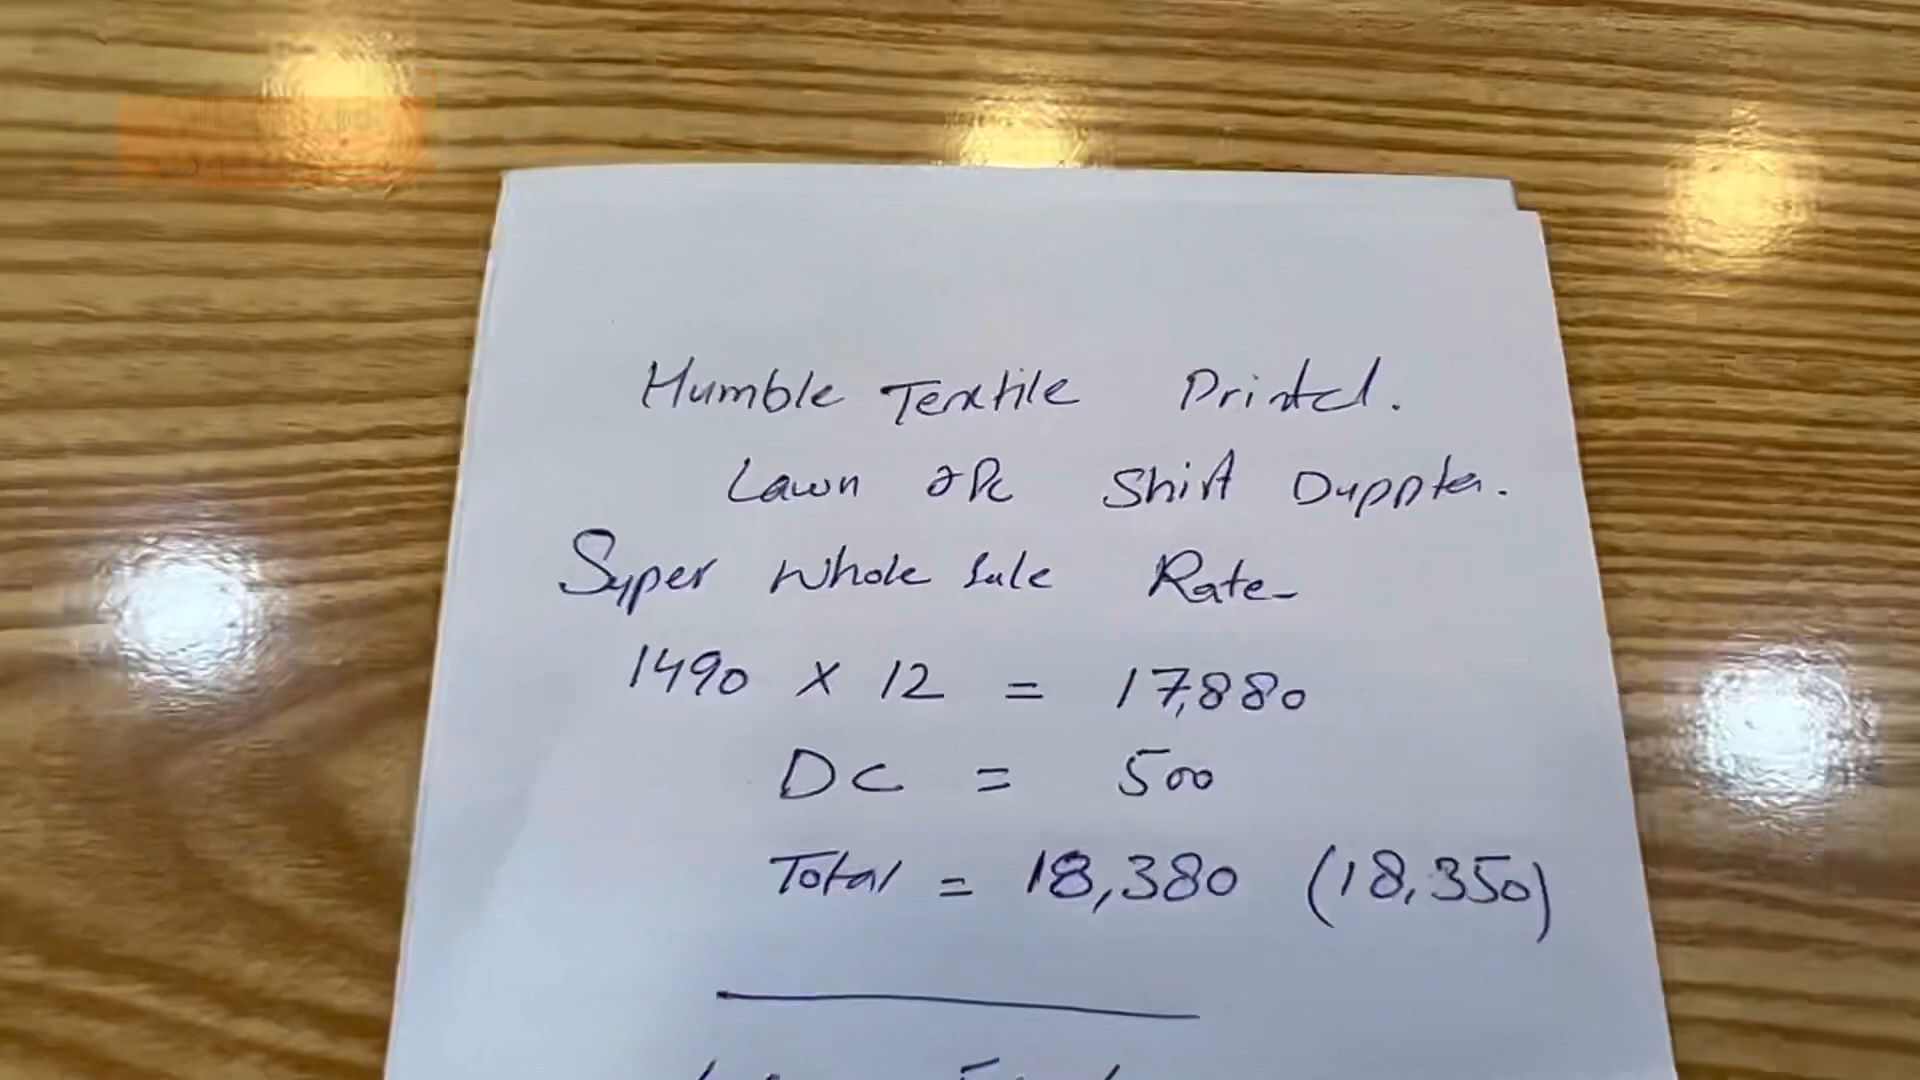 Humble Textile Printed.
Lawn 2Pc Shirt Duppta.
Super Whole Sale Rate-
1490 x 12 = 17,880
DC = 500
Total = 18,380 (18,350)